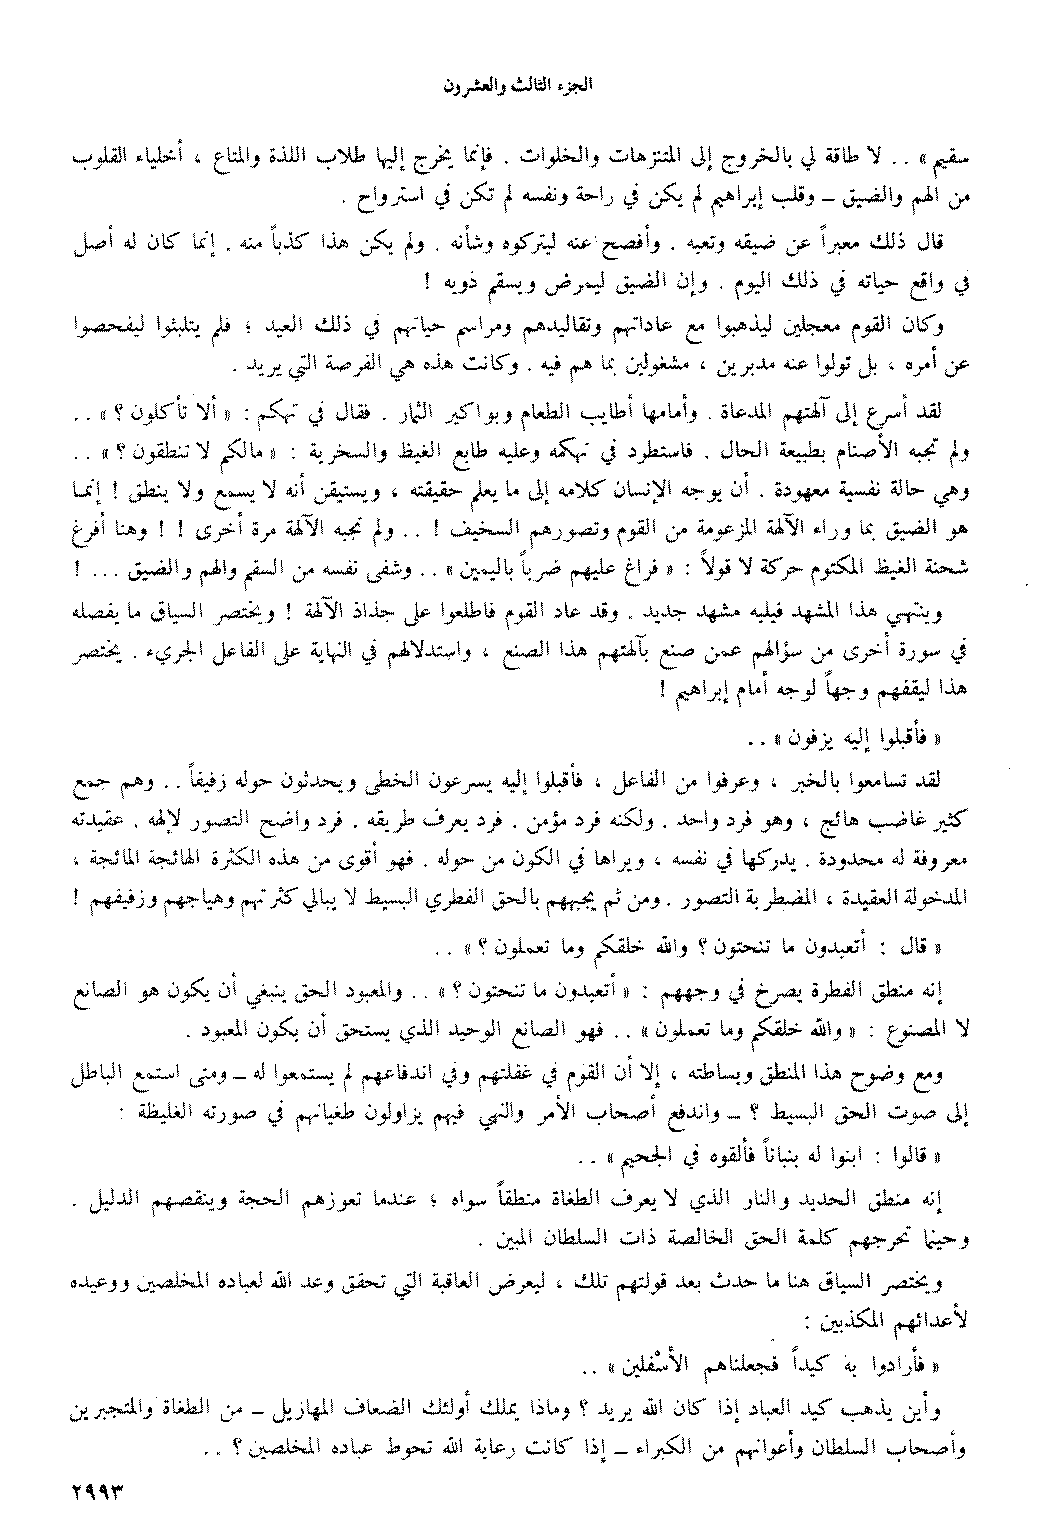 الجزء الثالث والعشرون
سقيم » .. لا طاقة لي بالخروج إلى المتنزهات والخلوات . فإنما يخرج إليها طلاب اللذة والمتاع ، أخلياء القلوب
من الهم والضيق – وقلب إبراهيم لم يكن في راحة ونفسه لم تكن في استرواح .
قال ذلك معبراً عن ضيقه وتعبه . وأفصح عنه ليتركوه وشأنه . ولم يكن هذا كذباً منه . إنما كان له أصل
في واقع حياته في ذلك اليوم . وإن الضيق ليمرض ويسقم ذويه !
وكان القوم معجلين ليذهبوا مع عاداتهم وتقاليدهم ومراسم حياتهم في ذلك العيد ؛ فلم يتلبثوا ليفحصوا
عن أمره ، بل تولوا عنه مدبرين ، مشغولين بما هم فيه . وكانت هذه هي الفرصة التي يريد .
لقد أسرع إلى آلهتهم المدعاة . وأمامها أطايب الطعام وبواكير الثمار . فقال في تهكم : « ألا تأكلون ؟ » ..
ولم تجبه الأصنام بطبيعة الحال . فاستطرد في تهكمه وعليه طابع الغيظ والسخرية : « مالكم لا تنطقون ؟ » ..
وهي حالة نفسية معهودة . أن يوجه الإنسان كلامه إلى ما يعلم حقيقته ، ويستيقن أنه لا يسمع ولا ينطق ! إنما
هو الضيق بما وراء الآلهة المزعومة من القوم وتصورهم السخيف ! .. ولم تجبه الآلهة مرة أخرى ! ! وهنا أفرغ
شحنة الغيظ المكتوم حركة لا قولاً : « فراغ عليهم ضرباً باليمين » .. وشفى نفسه من السقم والهم والضيق ... !
وينتهي هذا المشهد فيليه مشهد جديد . وقد عاد القوم فاطلعوا على جذاذ الآلهة ! ويختصر السياق ما يفصله
في سورة أخرى من سؤالهم عمن صنع بآلهتهم هذا الصنع ، واستدلالهم في النهاية على الفاعل الجريء . يختصر
هذا ليقفهم وجهاً لوجه أمام إبراهيم !
« فأقبلوا إليه يزفون » ..
لقد تسامعوا بالخبر ، وعرفوا من الفاعل ، فأقبلوا إليه يسرعون الخطى ويحدثون حوله زفيفاً .. وهم جمع
كثير غاضب هائج ، وهو فرد واحد . ولكنه فرد مؤمن . فرد يعرف طريقه . فرد واضح التصور لإلهه . عقيدته
معروفة له محدودة . يدركها في نفسه ، ويراها في الكون من حوله . فهو أقوى من هذه الكثرة الهائجة المائجة ،
المدخولة العقيدة ، المضطربة التصور . ومن ثم يجبههم بالحق الفطري البسيط لا يبالي كثرتهم وهياجهم وزفيفهم !
« قال : أتعبدون ما تنحتون ؟ والله خلقكم وما تعملون ؟ » ..
إنه منطق الفطرة يصرخ في وجههم : « أتعبدون ما تنحتون ؟ » .. والمعبود الحق ينبغي أن يكون هو الصانع
لا المصنوع : « والله خلقكم وما تعملون » .. فهو الصانع الوحيد الذي يستحق أن يكون المعبود .
ومع وضوح هذا المنطق وبساطته ، إلا أن القوم في غفلتهم وفي اندفاعهم لم يستمعوا له – ومتى استمع الباطل
إلى صوت الحق البسيط ؟ – واندفع أصحاب الأمر والنهي فيهم يزاولون طغيانهم في صورته الغليظة :
« قالوا : ابنوا له بنياناً فألقوه في الجحيم » ..
إنه منطق الحديد والنار الذي لا يعرف الطغاة منطقاً سواه ؛ عندما تعوزهم الحجة وينقصهم الدليل .
وحينما تحرجهم كلمة الحق الخالصة ذات السلطان المبين .
ويختصر السياق هنا ما حدث بعد قولتهم تلك ، ليعرض العاقبة التي تحقق وعد الله لعباده المخلصين ووعيده
لأعدائهم المكذبين :
« فأرادوا به كيداً فجعلناهم الأسْفلين » ..
وأين يذهب كيد العباد إذا كان الله يريد ؟ وماذا يملك أولئك الضعاف المهازيل – من الطغاة والمتجبرين
وأصحاب السلطان وأعوانهم من الكبراء – إذا كانت رعاية الله تحوط عباده المخلصين ؟ ..
٢٩٩٣